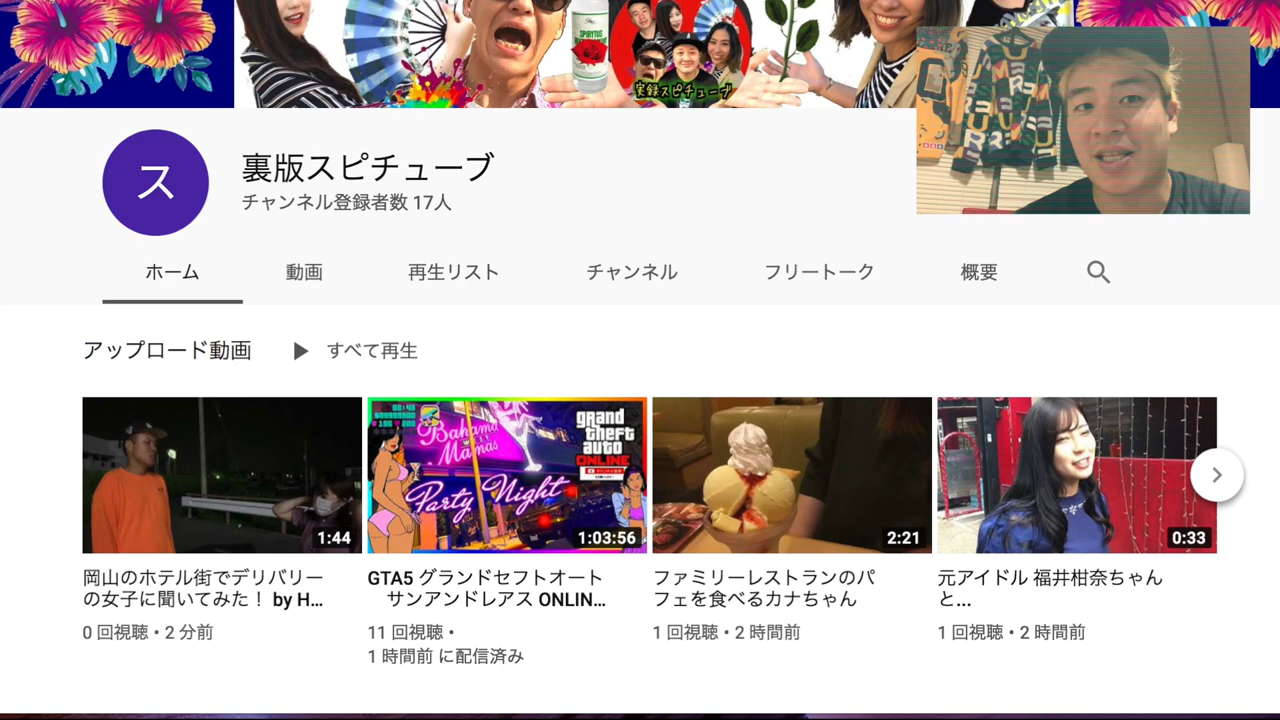 SPIRYTUS
実録スピチューブ
ス
裏版スピチューブ
チャンネル登録者数 17人
ホーム
動画
再生リスト
チャンネル
フリートーク
概要
アップロード動画
すべて再生
Bahama
Mamas
Party Night
grand
theft
auto
ONLINE
1:44
1:03:56
2:21
0:33
岡山のホテル街でデリバリー
の女子に聞いてみた！ by H...
0 回視聴・2 分前
GTA5 グランドセフトオート
サンアンドレアス ONLIN...
11 回視聴・
1 時間前 に配信済み
ファミリーレストランのパ
フェを食べるカナちゃん
1 回視聴・2 時間前
元アイドル 福井柑奈ちゃん
と...
1 回視聴・2 時間前